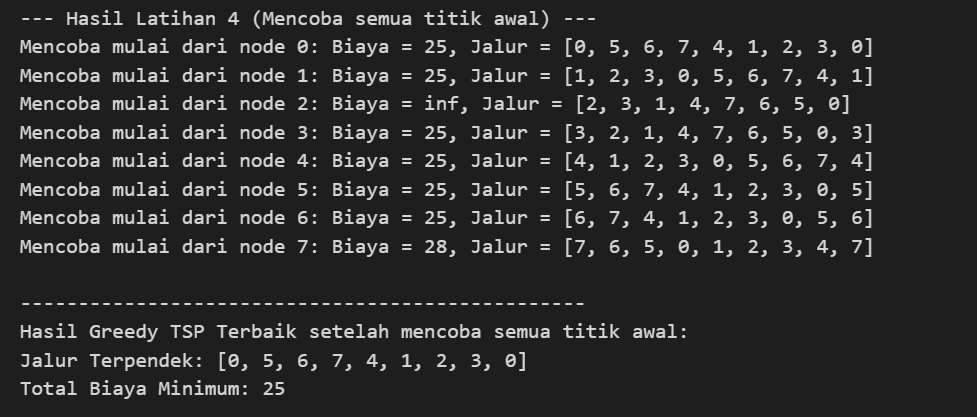 --- Hasil Latihan 4 (Mencoba semua titik awal) ---
Mencoba mulai dari node 0: Biaya = 25, Jalur = [0, 5, 6, 7, 4, 1, 2, 3, 0]
Mencoba mulai dari node 1: Biaya = 25, Jalur = [1, 2, 3, 0, 5, 6, 7, 4, 1]
Mencoba mulai dari node 2: Biaya = inf, Jalur = [2, 3, 1, 4, 7, 6, 5, 0]
Mencoba mulai dari node 3: Biaya = 25, Jalur = [3, 2, 1, 4, 7, 6, 5, 0, 3]
Mencoba mulai dari node 4: Biaya = 25, Jalur = [4, 1, 2, 3, 0, 5, 6, 7, 4]
Mencoba mulai dari node 5: Biaya = 25, Jalur = [5, 6, 7, 4, 1, 2, 3, 0, 5]
Mencoba mulai dari node 6: Biaya = 25, Jalur = [6, 7, 4, 1, 2, 3, 0, 5, 6]
Mencoba mulai dari node 7: Biaya = 28, Jalur = [7, 6, 5, 0, 1, 2, 3, 4, 7]
-------------------------------------------------
Hasil Greedy TSP Terbaik setelah mencoba semua titik awal:
Jalur Terpendek: [0, 5, 6, 7, 4, 1, 2, 3, 0]
Total Biaya Minimum: 25